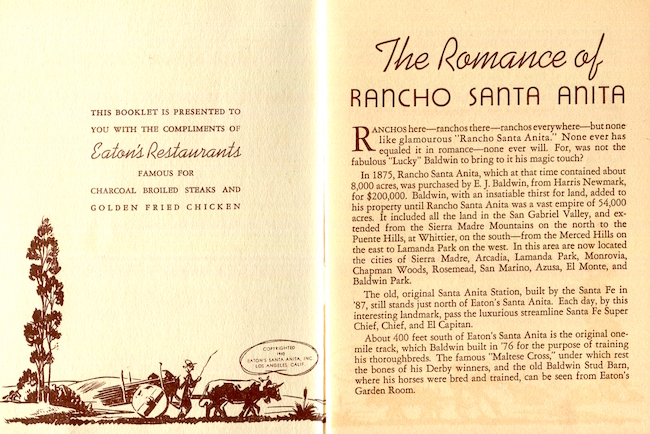 THIS BOOKLET IS PRESENTED TO
YOU WITH THE COMPLIMENTS OF
Eaton's Restaurants
FAMOUS FOR
CHARCOAL BROILED STEAKS AND
GOLDEN FRIED CHICKEN
COPYRIGHTED
EATON'S SANTA ANITA, INC.
LOS ANGELES, CALIF.
The Romance of
RANCHO SANTA ANITA
RANCHOS here—ranchos there—ranchos everywhere—but none
like glamourous "Rancho Santa Anita." None ever has
equaled it in romance—none ever will. For, was not the
fabulous "Lucky" Baldwin to bring to it his magic touch?
In 1875, Rancho Santa Anita, which at that time contained about
8,000 acres, was purchased by E. J. Baldwin, from Harris Newmark,
for $200,000. Baldwin, with an insatiable thirst for land, added to
his property until Rancho Santa Anita was a vast empire of 54,000
acres. It included all the land in the San Gabriel Valley, and ex-
tended from the Sierra Madre Mountains on the north to the
Puente Hills, at Whittier, on the south—from the Merced Hills on
the east to Lamanda Park on the west. In this area are now located
the cities of Sierra Madre, Arcadia, Lamanda Park, Monrovia,
Chapman Woods, Rosemead, San Marino, Azusa, El Monte, and
Baldwin Park.
The old, original Santa Anita Station, built by the Santa Fe in
'87, still stands just north of Eaton's Santa Anita. Each day, by this
interesting landmark, pass the luxurious streamline Santa Fe Super
Chief, Chief, and El Capitan.
About 400 feet south of Eaton's Santa Anita is the original one-
mile track, which Baldwin built in '76 for the purpose of training
his thoroughbreds. The famous "Maltese Cross," under which rest
the bones of his Derby winners, and the old Baldwin Stud Barn,
where his horses were bred and trained, can be seen from Eaton's
Garden Room.